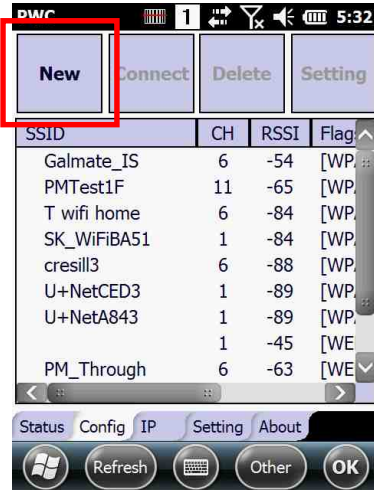 PWC 1 5:32
New Connect Delete Setting
SSID CH RSSI Flag
Galmate_IS 6 -54 [WP
PMTest1F 11 -65 [WP
T wifi home 6 -84 [WP
SK_WiFiBA51 1 -84 [WP
cresill3 6 -88 [WP
U+NetCED3 1 -89 [WP
U+NetA843 1 -89 [WP
1 -45 [WE
PM_Through 6 -63 [WE
Status Config IP Setting About
Refresh Other OK